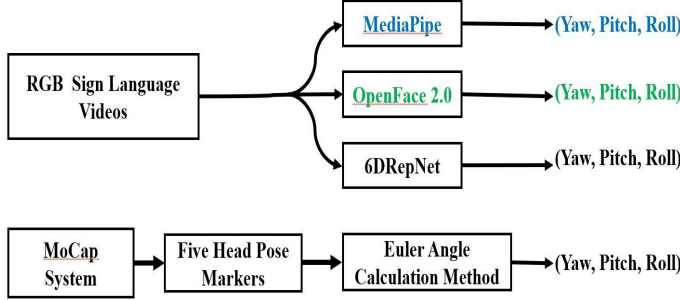 MediaPipe
(Yaw, Pitch, Roll)
RGB Sign Language
Videos
OpenFace 2.0
(Yaw, Pitch, Roll)
6DRepNet
(Yaw, Pitch, Roll)
MoCap
System
Five Head Pose
Markers
Euler Angle
Calculation Method
(Yaw, Pitch, Roll)